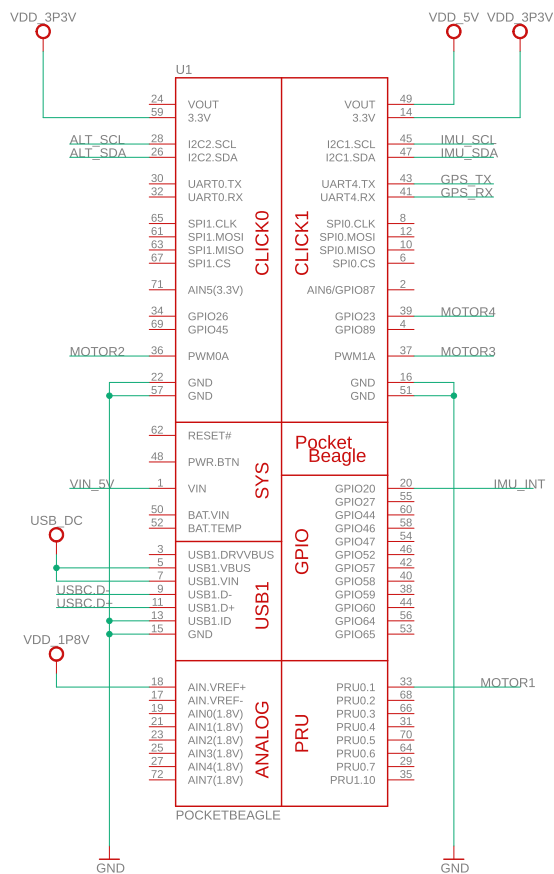 VDD_3P3V
VDD_5V VDD_3P3V
U1
24 VOUT VOUT 49
59 3.3V 3.3V 14
ALT_SCL 28 I2C2.SCL I2C1.SCL 45 IMU_SCL
ALT_SDA 26 I2C2.SDA I2C1.SDA 47 IMU_SDA
30 UART0.TX UART4.TX 43 GPS_TX
32 UART0.RX UART4.RX 41 GPS_RX
65 SPI1.CLK SPI0.CLK 8
61 SPI1.MOSI SPI0.MOSI 12
63 SPI1.MISO SPI0.MISO 10
67 SPI1.CS SPI0.CS 6
CLICK0 CLICK1
71 AIN5(3.3V) AIN6/GPIO87 2
34 GPIO26 GPIO23 39 MOTOR4
69 GPIO45 GPIO89 4
MOTOR2 36 PWM0A PWM1A 37 MOTOR3
22 GND GND 16
57 GND GND 51
62 RESET#
Pocket
Beagle
48 PWR.BTN
SYS
VIN_5V 1 VIN GPIO20 20 IMU_INT
GPIO27 55
50 BAT.VIN GPIO44 60
52 BAT.TEMP GPIO46 58
USB_DC
GPIO47 54
GPIO
3 USB1.DRVVBUS GPIO52 46
5 USB1.VBUS GPIO57 42
7 USB1.VIN GPIO58 40
USBC.D- 9 USB1.D- GPIO59 38
USBC.D+ 11 USB1.D+ GPIO60 44
13 USB1.ID GPIO64 56
15 GND GPIO65 53
USB1
VDD_1P8V
18 AIN.VREF+ PRU0.1 33 MOTOR1
17 AIN.VREF- PRU0.2 68
19 AIN0(1.8V) PRU0.3 66
21 AIN1(1.8V) PRU0.4 31
23 AIN2(1.8V) PRU0.5 70
25 AIN3(1.8V) PRU0.6 64
27 AIN4(1.8V) PRU0.7 29
72 AIN7(1.8V) PRU1.10 35
ANALOG PRU
POCKETBEAGLE
GND GND